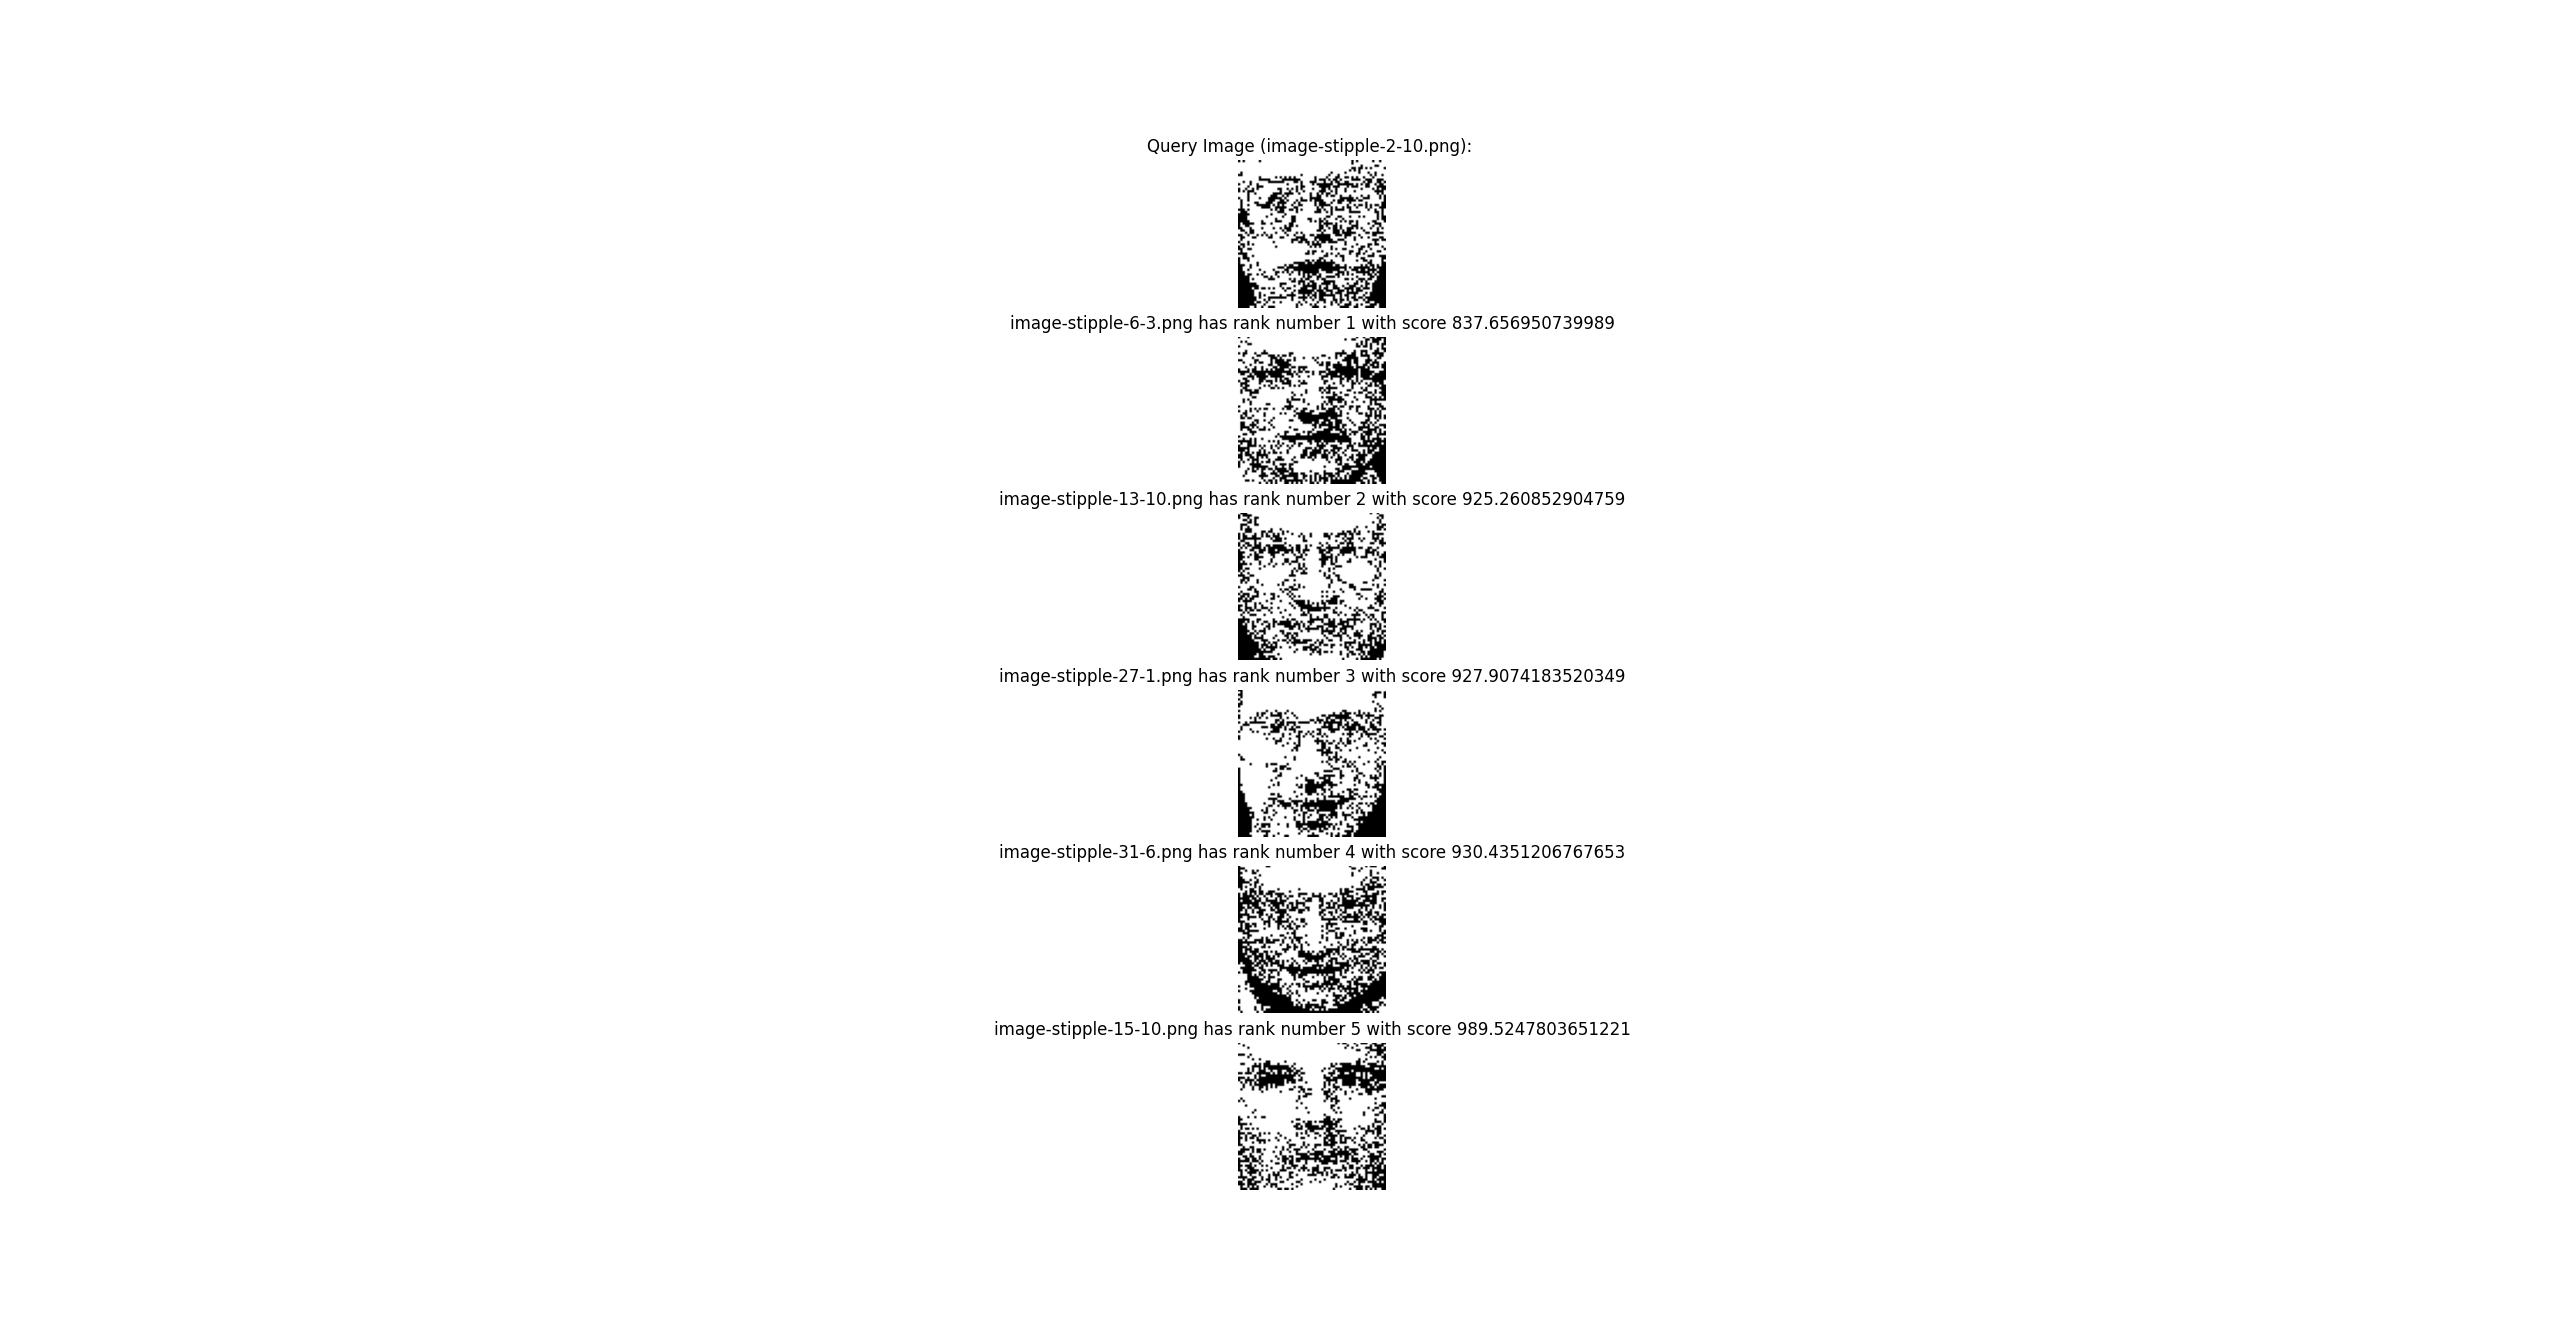 Query Image (image-stipple-2-10.png):
image-stipple-6-3.png has rank number 1 with score 837.656950739989
image-stipple-13-10.png has rank number 2 with score 925.260852904759
image-stipple-27-1.png has rank number 3 with score 927.9074183520349
image-stipple-31-6.png has rank number 4 with score 930.4351206767653
image-stipple-15-10.png has rank number 5 with score 989.5247803651221